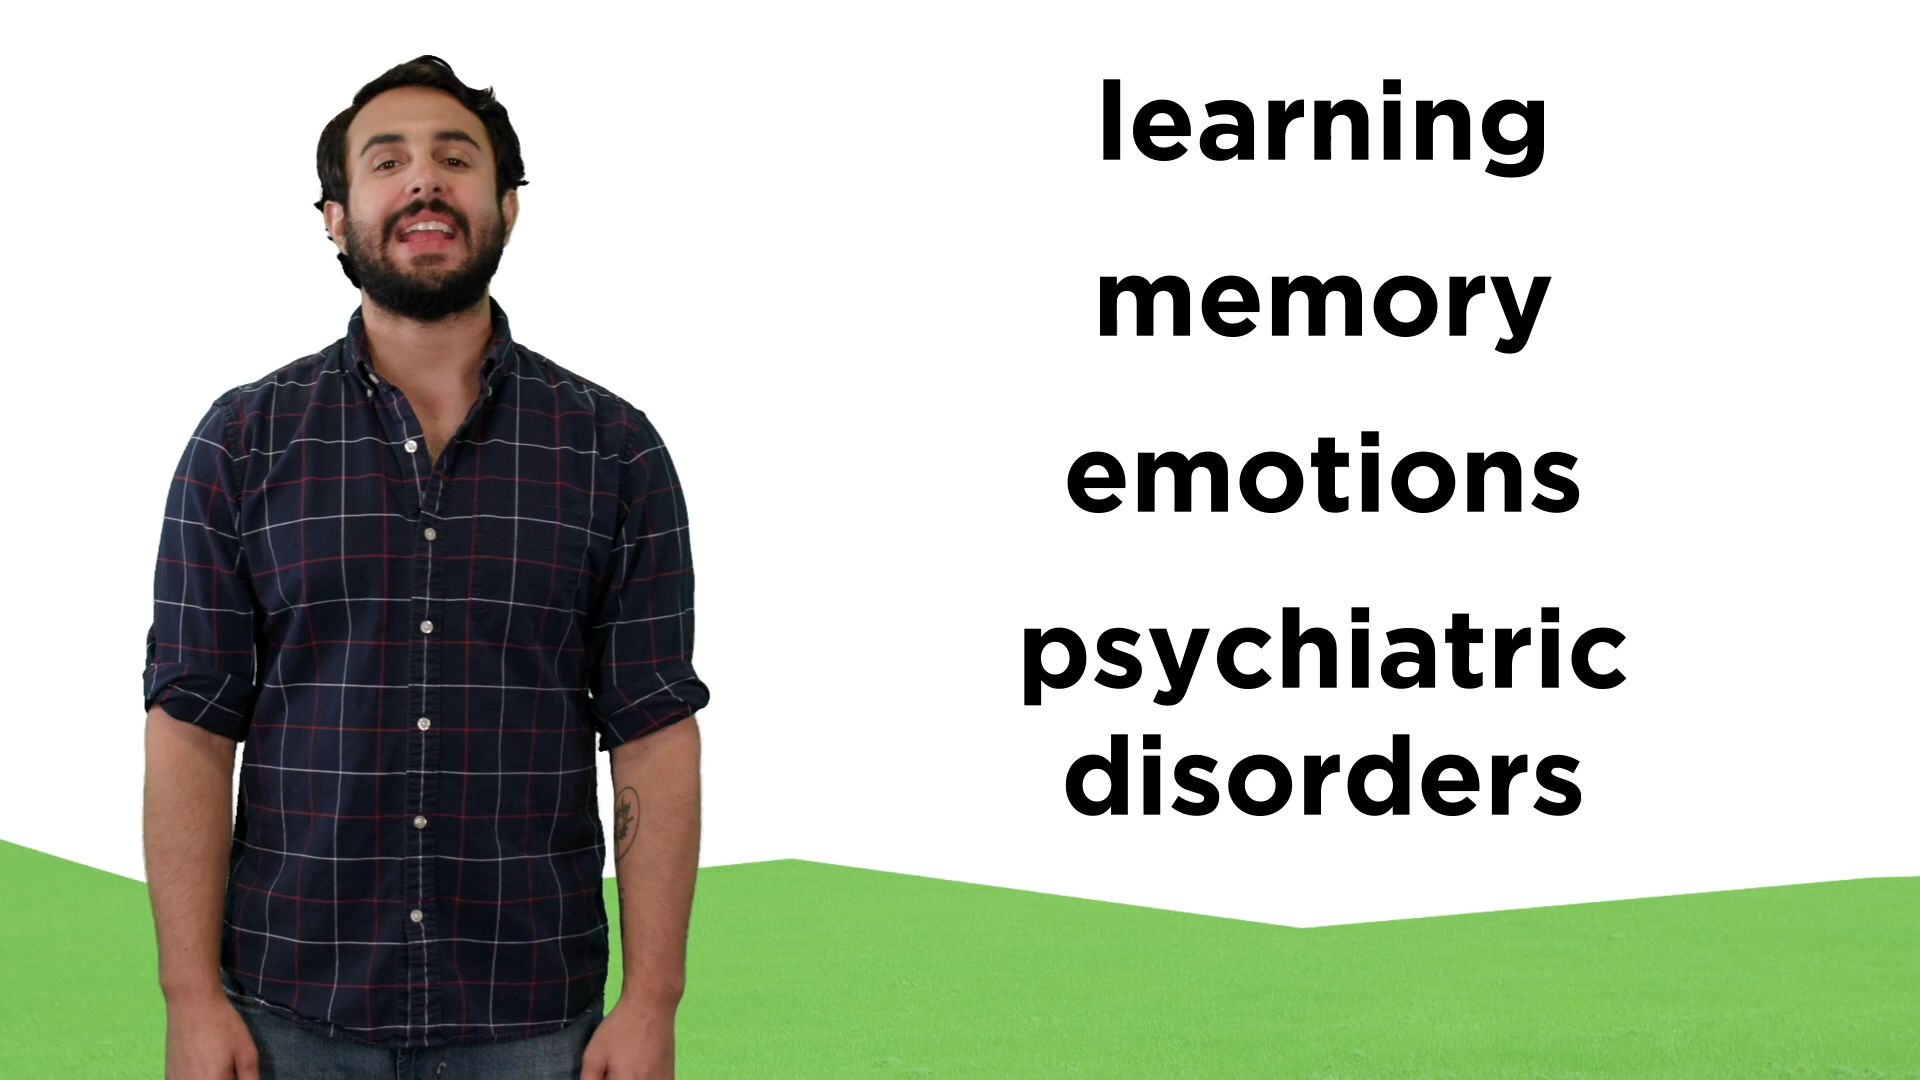 learning
memory
emotions
psychiatric
disorders